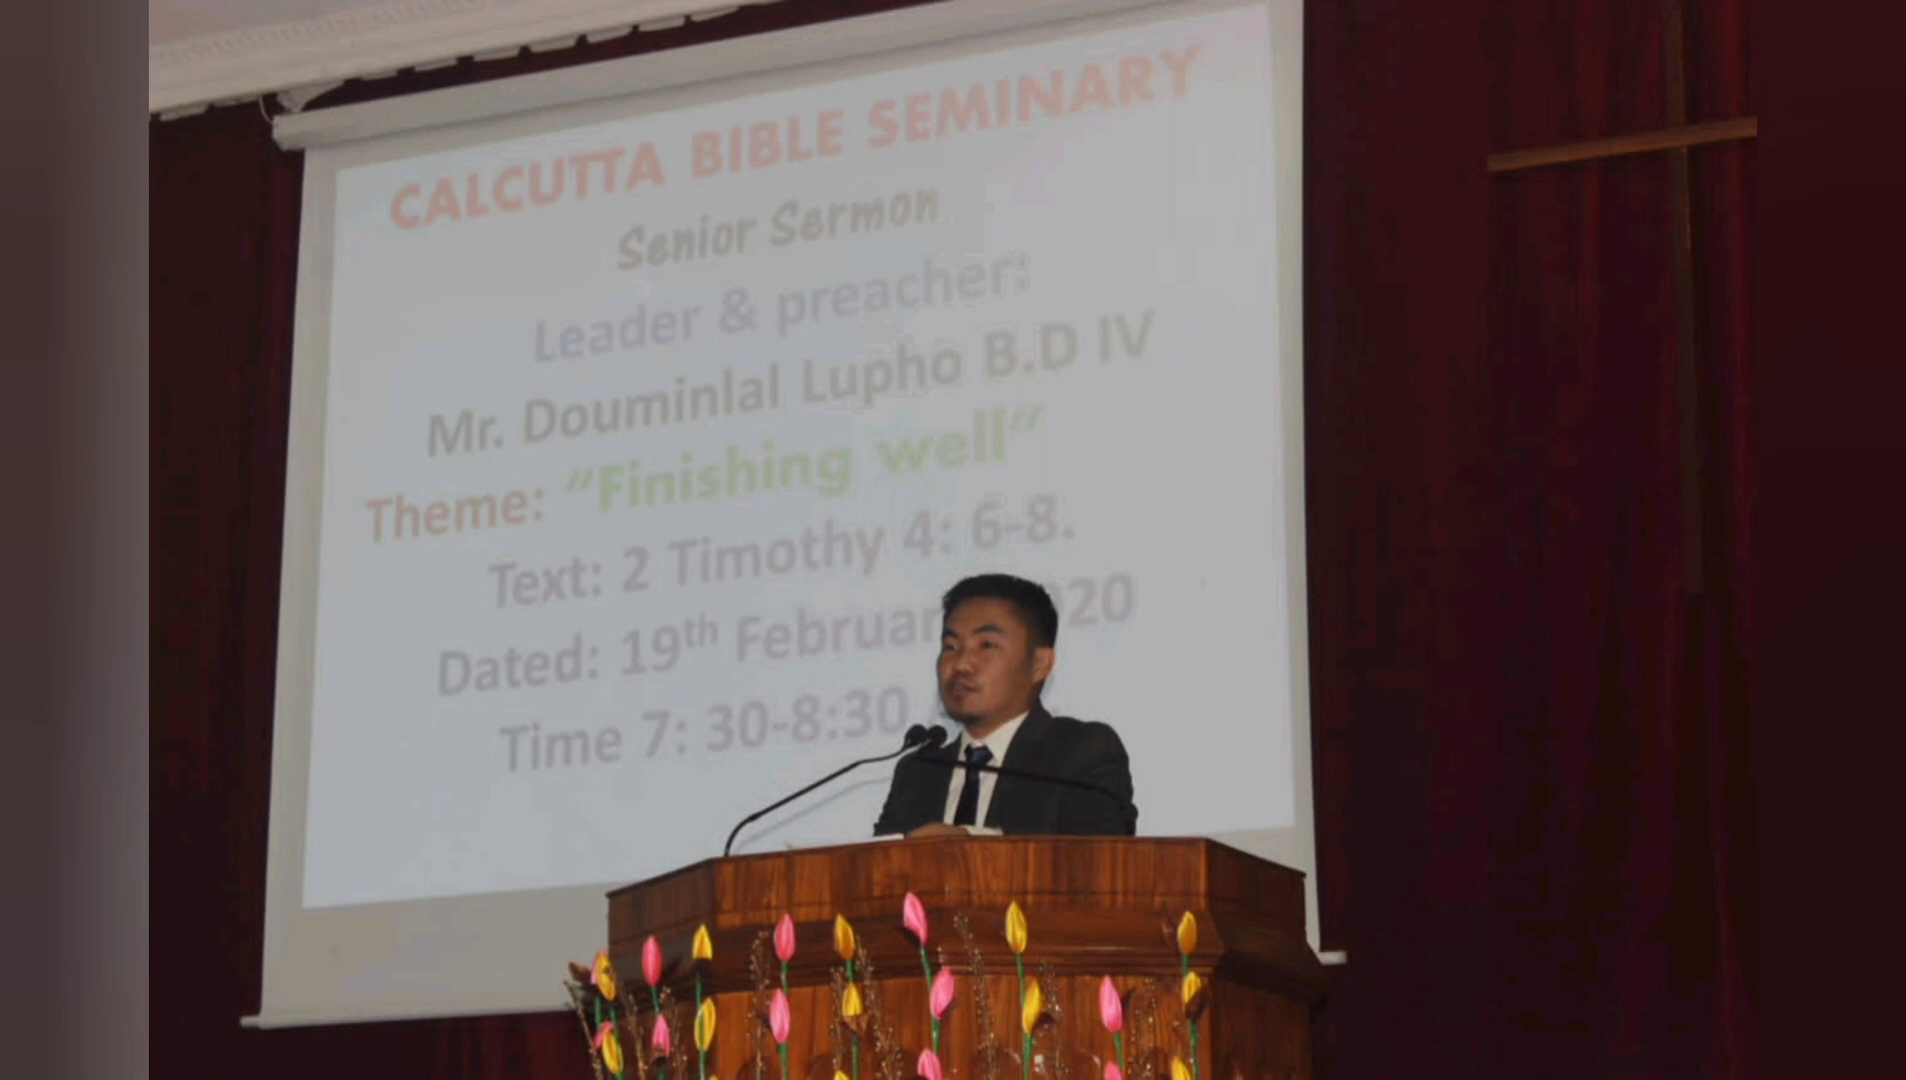 CALCUTTA BIBLE SEMINARY
Senior Sermon
Leader & preacher:
Mr. Douminlal Lupho B.D IV
Theme: "Finishing well"
Text: 2 Timothy 4: 6-8.
Dated: 19th Februar 20
Time 7: 30-8:30